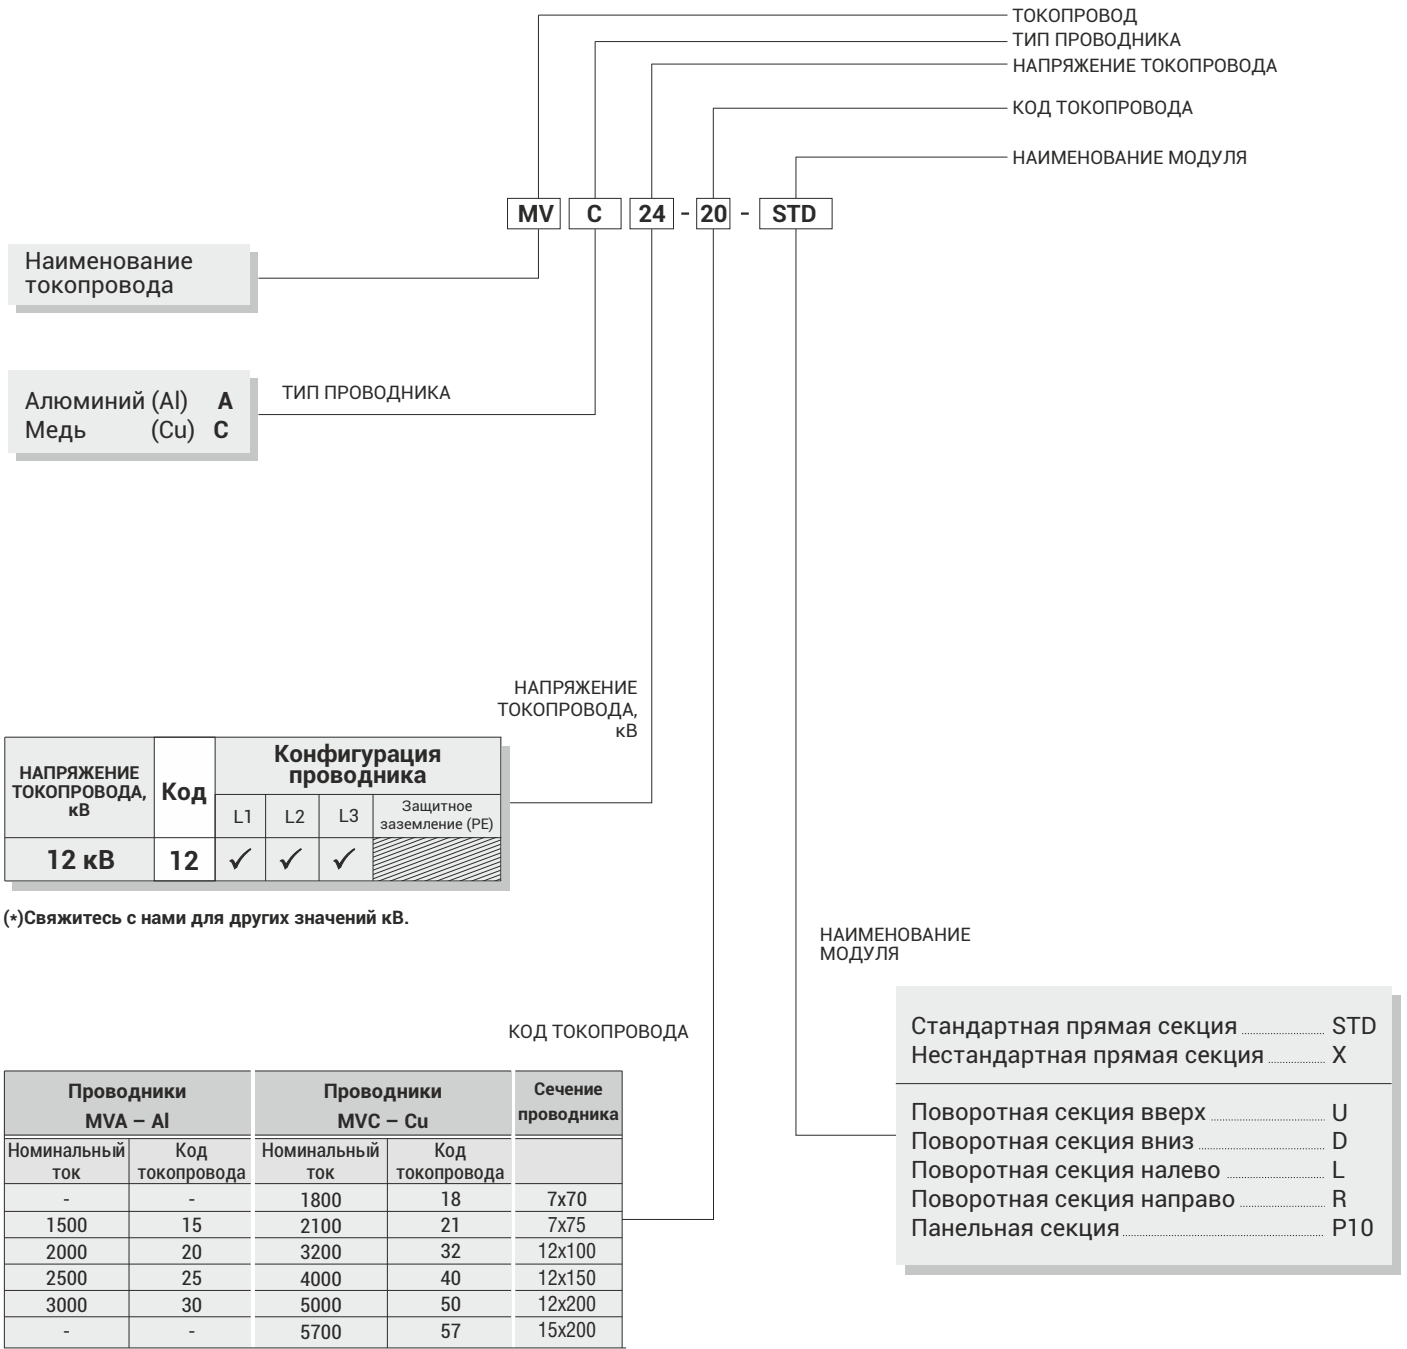 ТОКОПРОВОД
ТИП ПРОВОДНИКА
НАПРЯЖЕНИЕ ТОКОПРОВОДА
КОД ТОКОПРОВОДА
НАИМЕНОВАНИЕ МОДУЛЯ
MV C 24 - 20 - STD
Наименование
токопровода
Алюминий (Al) A
Медь (Cu) C
ТИП ПРОВОДНИКА
НАПРЯЖЕНИЕ
ТОКОПРОВОДА,
кВ
НАПРЯЖЕНИЕ
ТОКОПРОВОДА,
кВ
Код
Конфигурация
проводника
L1 L2 L3
Защитное
заземление (PE)
12 кВ 12 ✓ ✓ ✓
(*)Свяжитесь с нами для других значений кВ.
НАИМЕНОВАНИЕ
МОДУЛЯ
Стандартная прямая секция STD
Нестандартная прямая секция X
Поворотная секция вверх U
Поворотная секция вниз D
Поворотная секция налево L
Поворотная секция направо R
Панельная секция P10
КОД ТОКОПРОВОДА
Проводники
MVA – Al
Проводники
MVC – Cu
Сечение
проводника
Номинальный
ток
Код
токопровода
Номинальный
ток
Код
токопровода
- - 1800 18 7x70
1500 15 2100 21 7x75
2000 20 3200 32 12x100
2500 25 4000 40 12x150
3000 30 5000 50 12x200
- - 5700 57 15x200